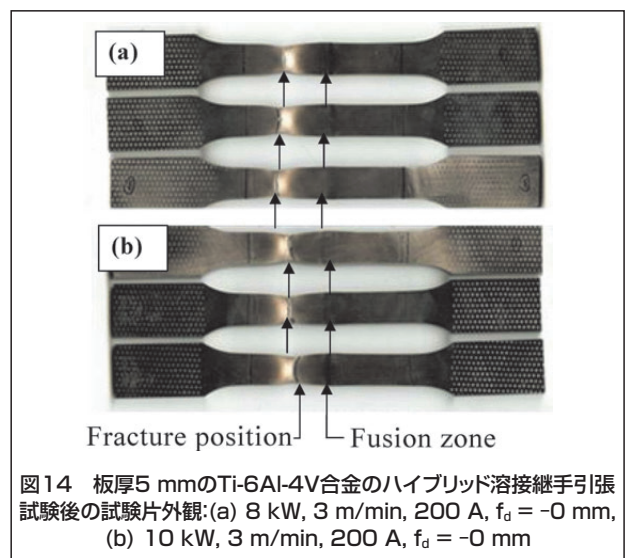 (a)
(b)
Fracture position
Fusion zone
図14 板厚5 mmのTi-6Al-4V合金のハイブリッド溶接継手引張
試験後の試験片外観:(a) 8 kW, 3 m/min, 200 A, fd = -0 mm,
(b) 10 kW, 3 m/min, 200 A, fd = -0 mm